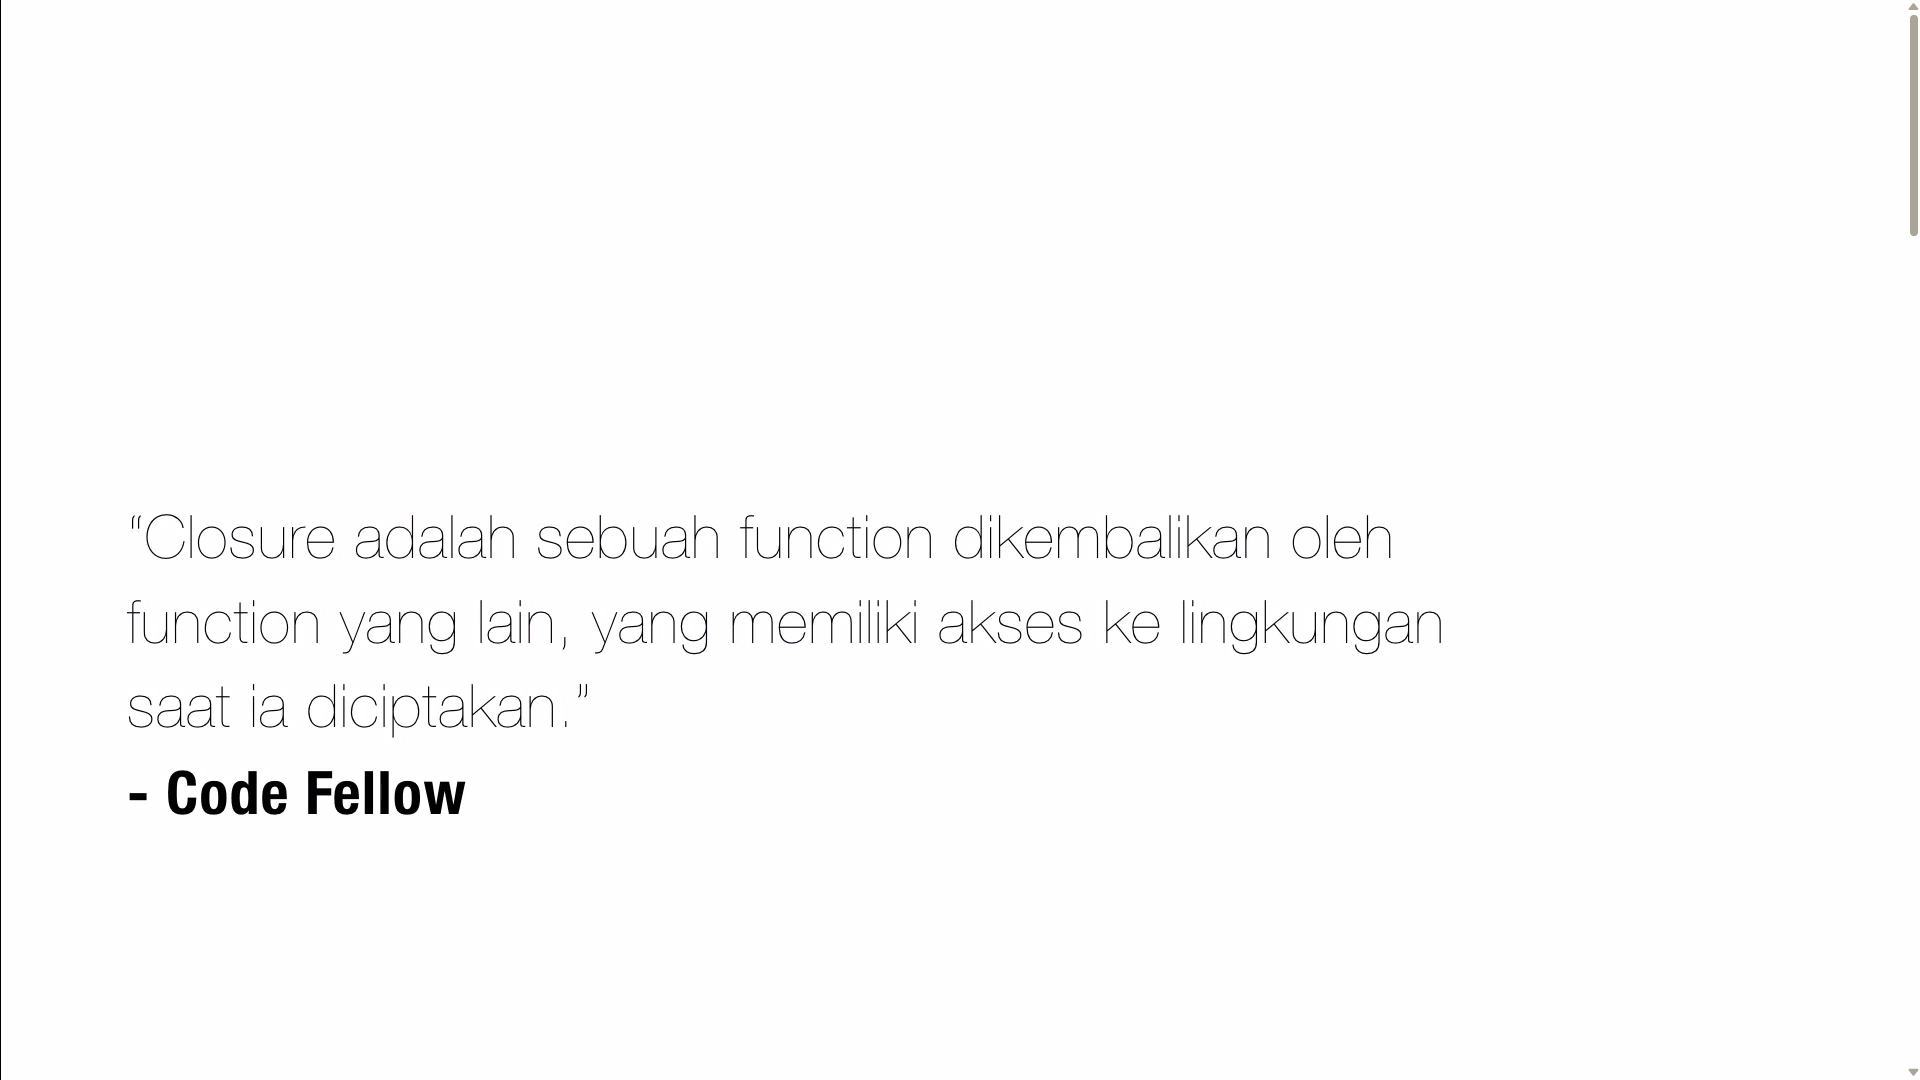 “Closure adalah sebuah function dikembalikan oleh
function yang lain, yang memiliki akses ke lingkungan
saat ia diciptakan.”
- Code Fellow